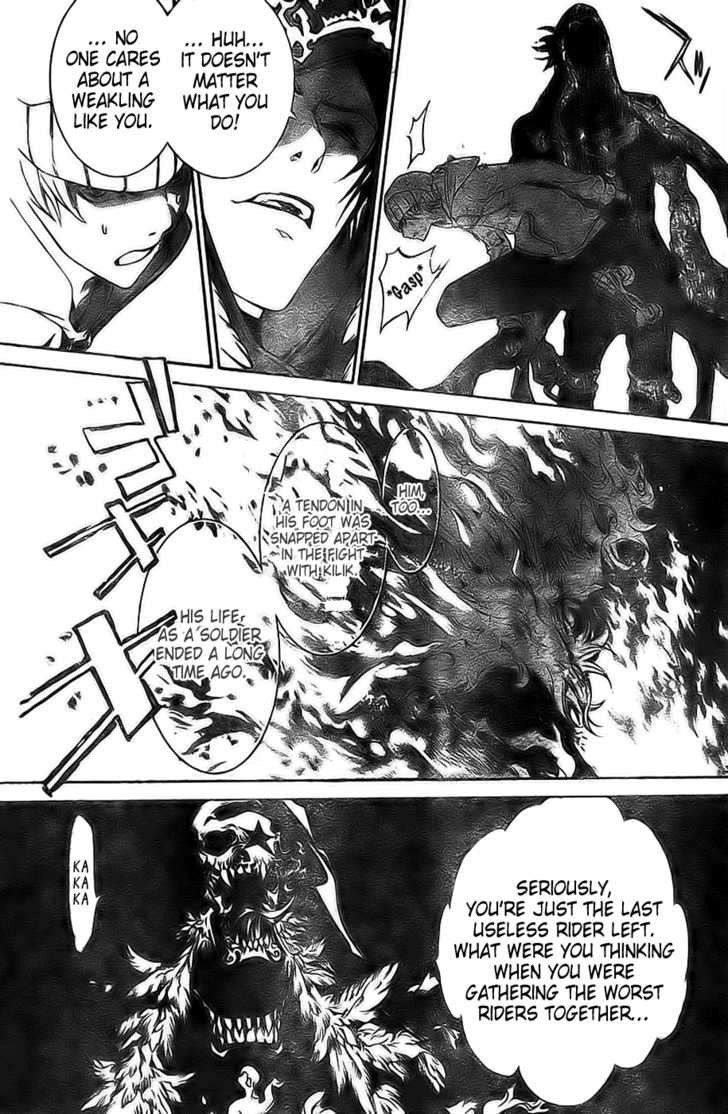 *Gasp*
... HUH...
IT DOESN'T
MATTER
WHAT YOU
DO!
... NO
ONE CARES
ABOUT A
WEAKLING
LIKE YOU.
HIM,
TOO...
A TENDON IN
HIS FOOT WAS
SNAPPED APART
IN THE FIGHT
WITH KILIK.
HIS LIFE
AS A SOLDIER
ENDED A LONG
TIME AGO.
SERIOUSLY,
YOU'RE JUST THE LAST
USELESS RIDER LEFT.
WHAT WERE YOU THINKING
WHEN YOU WERE
GATHERING THE WORST
RIDERS TOGETHER...
KA
KA
KA